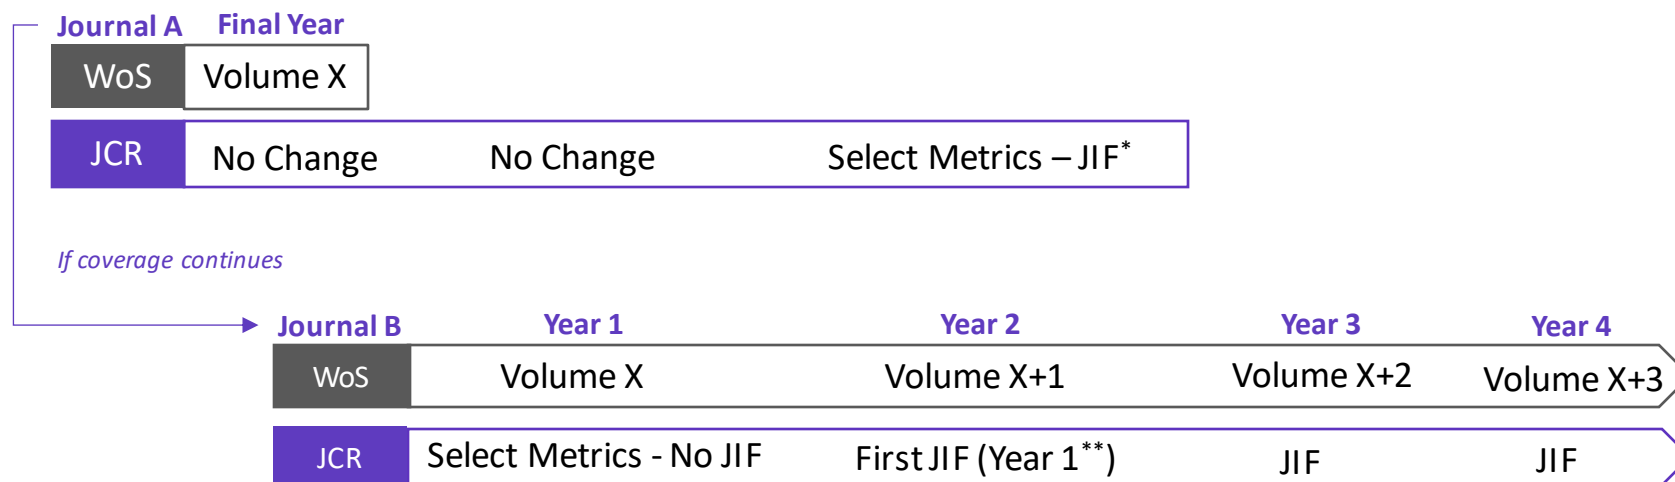 Journal A Final Year
WoS Volume X
JCR No Change No Change Select Metrics – JIF*
If coverage continues
Journal B Year 1 Year 2 Year 3 Year 4
WoS Volume X Volume X+1 Volume X+2 Volume X+3
JCR Select Metrics - No JIF First JIF (Year 1**) JIF JIF